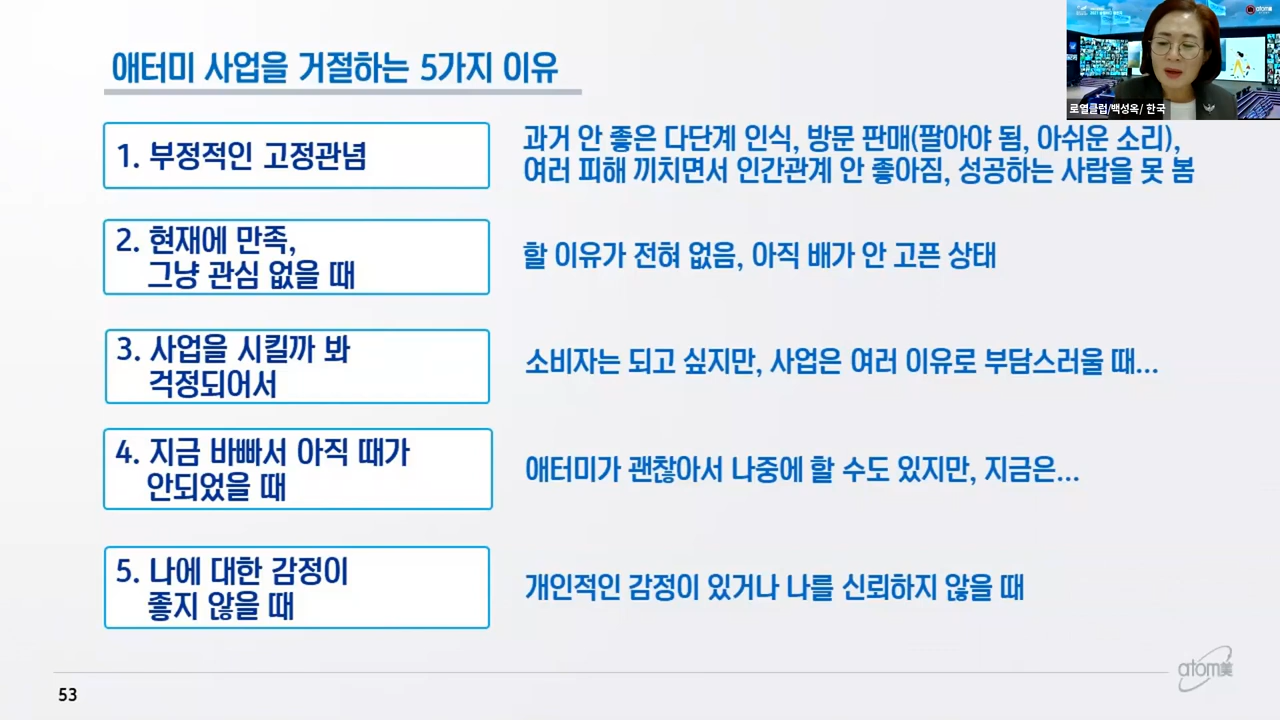 애터미 사업을 거절하는 5가지 이유
1. 부정적인 고정관념
과거 안 좋은 다단계 인식, 방문 판매(팔아야 됨, 아쉬운 소리),
여러 피해 끼치면서 인간관계 안 좋아짐, 성공하는 사람을 못 봄
2. 현재에 만족,
그냥 관심 없을 때
할 이유가 전혀 없음, 아직 배가 안 고픈 상태
3. 사업을 시킬까 봐
걱정되어서
소비자는 되고 싶지만, 사업은 여러 이유로 부담스러울 때...
4. 지금 바빠서 아직 때가
안되었을 때
애터미가 괜찮아서 나중에 할 수도 있지만, 지금은...
5. 나에 대한 감정이
좋지 않을 때
개인적인 감정이 있거나 나를 신뢰하지 않을 때
로열클럽/백성옥/ 한국
atom美
53
atom美